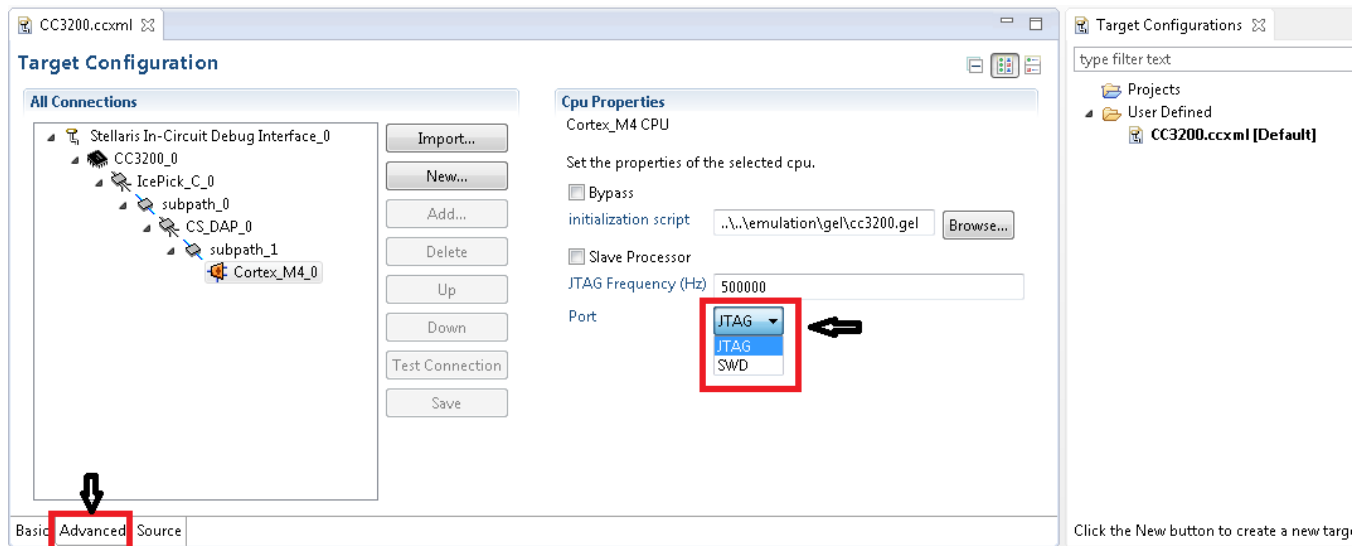 CC3200.ccxml
Target Configuration
All Connections
Stellaris In-Circuit Debug Interface_0
CC3200_0
IcePick_C_0
subpath_0
CS_DAP_0
subpath_1
Cortex_M4_0
Import...
New...
Add...
Delete
Up
Down
Test Connection
Save
Cpu Properties
Cortex_M4 CPU
Set the properties of the selected cpu.
Bypass
initialization script ..\..\emulation\gel\cc3200.gel Browse...
Slave Processor
JTAG Frequency (Hz) 500000
Port JTAG
JTAG
SWD
Basic Advanced Source
Target Configurations
type filter text
Projects
User Defined
CC3200.ccxml [Default]
Click the New button to create a new targe